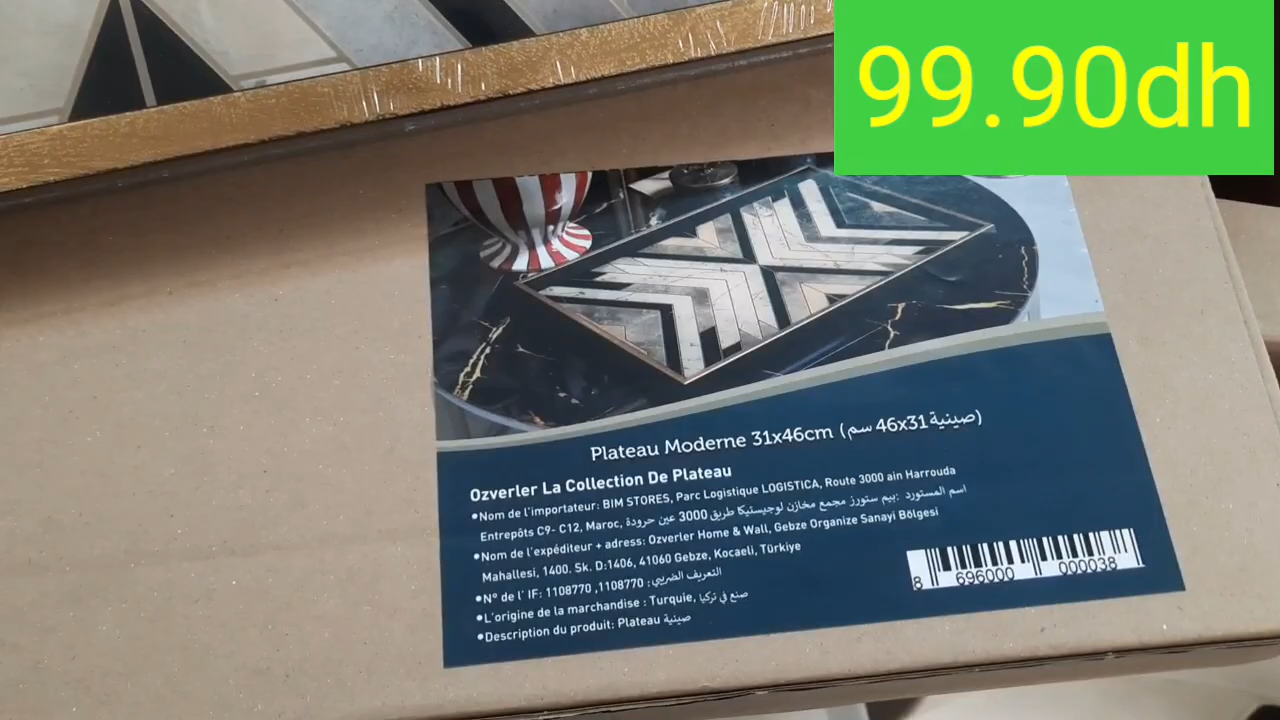 99.90dh
Plateau Moderne 31x46cm (صينية 46x31 سم)
Ozverler La Collection De Plateau
•Nom de l'importateur: BIM STORES, Parc Logistique LOGISTICA, Route 3000 ain Harrouda
Entrepôts C9- C12, Maroc, اسم المستورد :بيم ستورز مجمع مخازن لوجيستيكا طريق 3000 عين حرودة
•Nom de l'expéditeur + adress: Ozverler Home & Wall, Gebze Organize Sanayi Bölgesi
Mahallesi, 1400. Sk. D:1406, 41060 Gebze, Kocaeli, Türkiye
•N° de l' IF: 1108770 ,1108770 :التعريف الضريبي
•L'origine de la marchandise : Turquie, صنع في تركيا
•Description du produit: Plateau صينية
8 696000 000038